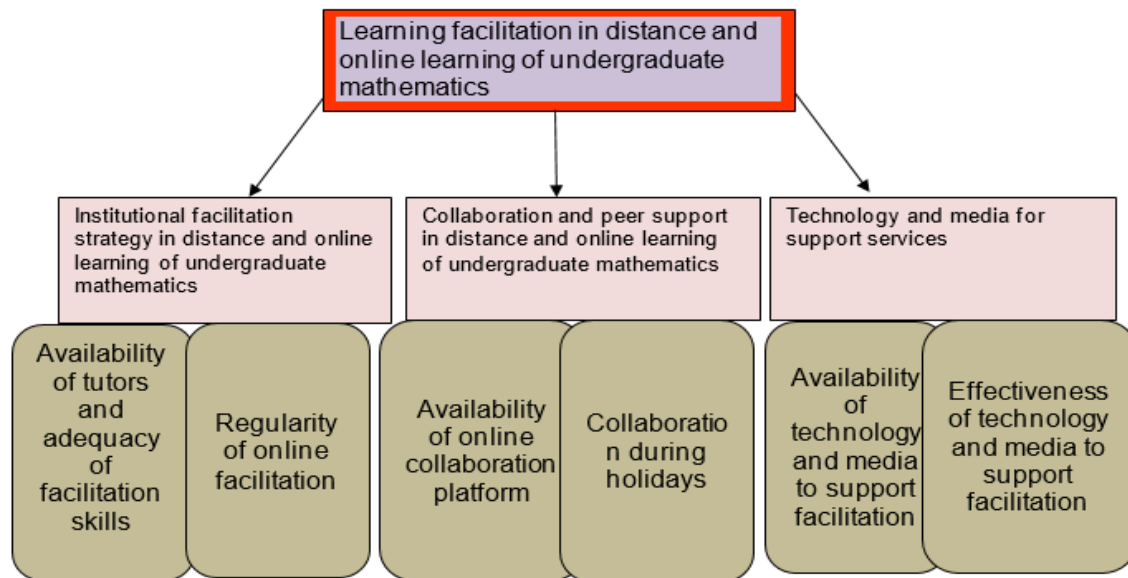 Learning facilitation in distance and
online learning of undergraduate
mathematics
Institutional facilitation
strategy in distance and online
learning of undergraduate
mathematics
Collaboration and peer support
in distance and online learning
of undergraduate mathematics
Technology and media for
support services
Availability
of tutors
and
adequacy
of
facilitation
skills
Regularity
of online
facilitation
Availability
of online
collaboration
platform
Collaboratio
n during
holidays
Availability
of
technology
and media
to support
facilitation
Effectiveness
of technology
and media to
support
facilitation